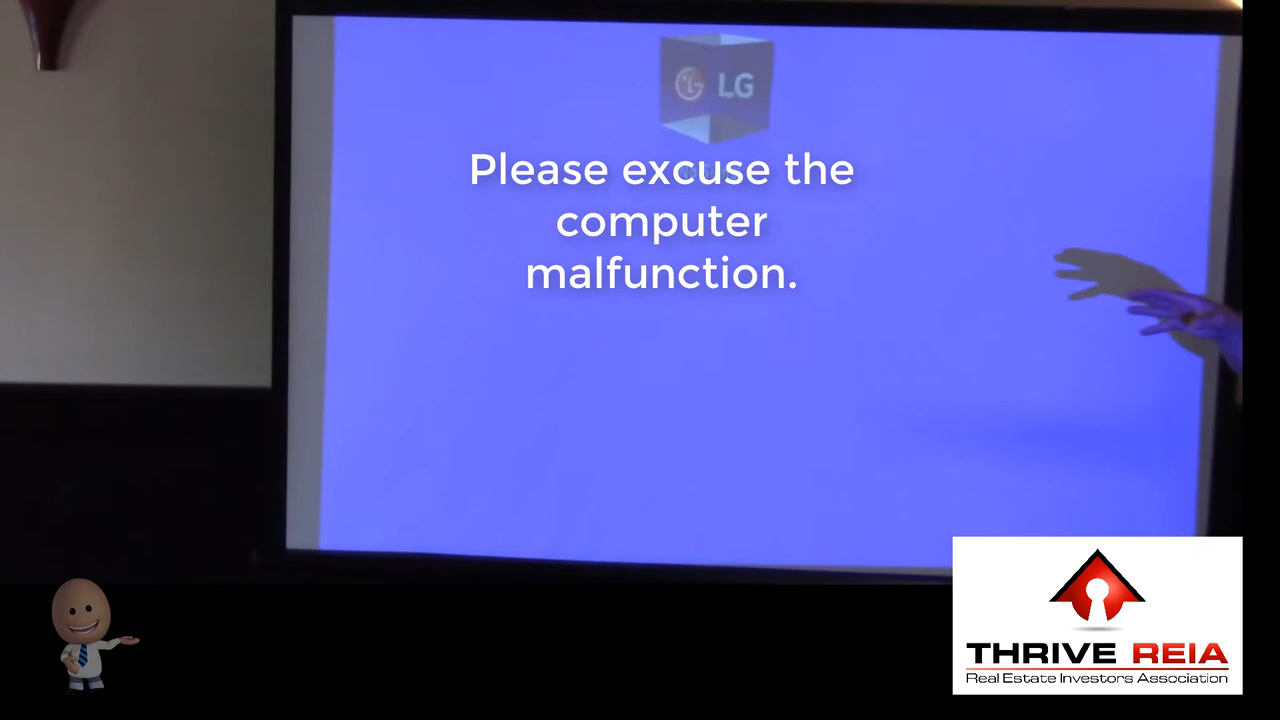 LG
Please excuse the
computer
malfunction.
THRIVE REIA
Real Estate Investors Association